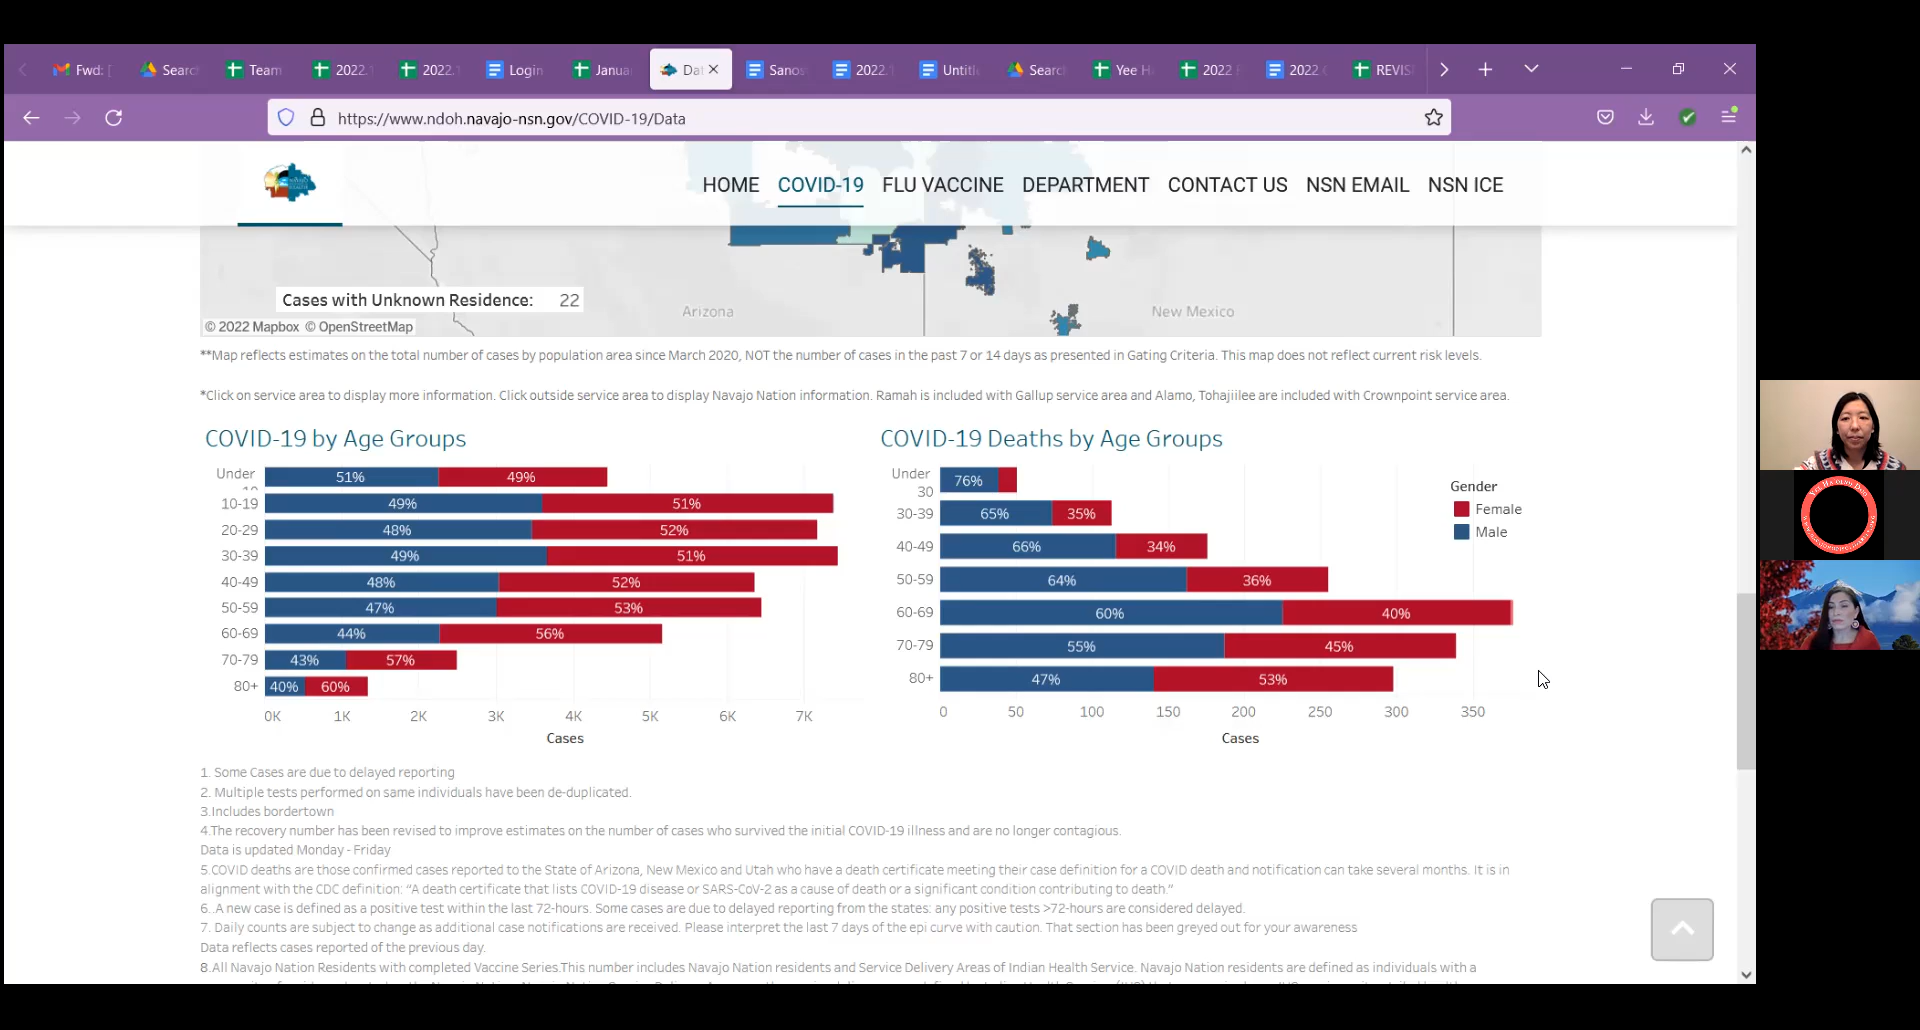 Fwd: [
Searc
Team
2022.
2022.
Login
Janua
Dat
Sanos
2022.
Untitl
Searc
Yee H
2022
2022
REVIS
https://www.ndoh.navajo-nsn.gov/COVID-19/Data
HOME COVID-19 FLU VACCINE DEPARTMENT CONTACT US NSN EMAIL NSN ICE
Cases with Unknown Residence: 22
Arizona
New Mexico
© 2022 Mapbox © OpenStreetMap
**Map reflects estimates on the total number of cases by population area since March 2020, NOT the number of cases in the past 7 or 14 days as presented in Gating Criteria. This map does not reflect current risk levels.
*Click on service area to display more information. Click outside service area to display Navajo Nation information. Ramah is included with Gallup service area and Alamo, Tohajiilee are included with Crownpoint service area.
COVID-19 by Age Groups
Under 51% 49%
10-19 49% 51%
20-29 48% 52%
30-39 49% 51%
40-49 48% 52%
50-59 47% 53%
60-69 44% 56%
70-79 43% 57%
80+ 40% 60%
0K 1K 2K 3K 4K 5K 6K 7K
Cases
COVID-19 Deaths by Age Groups
Under 30 76%
30-39 65% 35%
40-49 66% 34%
50-59 64% 36%
60-69 60% 40%
70-79 55% 45%
80+ 47% 53%
0 50 100 150 200 250 300 350
Cases
Gender
Female
Male
1. Some Cases are due to delayed reporting
2. Multiple tests performed on same individuals have been de-duplicated.
3.Includes bordertown
4.The recovery number has been revised to improve estimates on the number of cases who survived the initial COVID-19 illness and are no longer contagious.
Data is updated Monday - Friday
5.COVID deaths are those confirmed cases reported to the State of Arizona, New Mexico and Utah who have a death certificate meeting their case definition for a COVID death and notification can take several months. It is in
alignment with the CDC definition: “A death certificate that lists COVID-19 disease or SARS-CoV-2 as a cause of death or a significant condition contributing to death.”
6. .A new case is defined as a positive test within the last 72-hours. Some cases are due to delayed reporting from the states: any positive tests >72-hours are considered delayed.
7. Daily counts are subject to change as additional case notifications are received. Please interpret the last 7 days of the epi curve with caution. That section has been greyed out for your awareness
Data reflects cases reported of the previous day.
8.All Navajo Nation Residents with completed Vaccine Series.This number includes Navajo Nation residents and Service Delivery Areas of Indian Health Service. Navajo Nation residents are defined as individuals with a